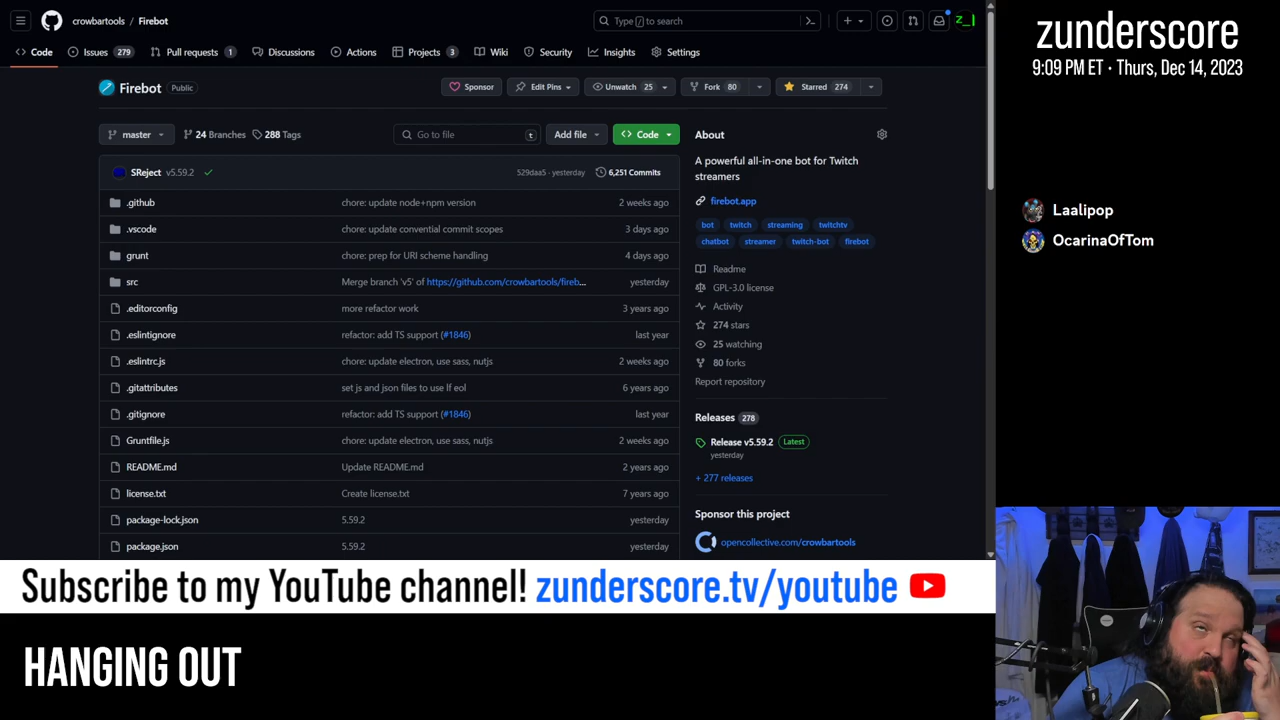 crowbartools / Firebot
Type / to search
Code
Issues 279
Pull requests 1
Discussions
Actions
Projects 3
Wiki
Security
Insights
Settings
Firebot Public
Sponsor
Edit Pins
Unwatch 25
Fork 80
Starred 274
master
24 Branches
288 Tags
Go to file t
Add file
Code
SReject v5.59.2 529daa5 · yesterday 6,251 Commits
.github chore: update node+npm version 2 weeks ago
.vscode chore: update convential commit scopes 3 days ago
grunt chore: prep for URI scheme handling 4 days ago
src Merge branch 'v5' of https://github.com/crowbartools/fireb... yesterday
.editorconfig more refactor work 3 years ago
.eslintignore refactor: add TS support (#1846) last year
.eslintrc.js chore: update electron, use sass, nutjs 2 weeks ago
.gitattributes set js and json files to use lf eol 6 years ago
.gitignore refactor: add TS support (#1846) last year
Gruntfile.js chore: update electron, use sass, nutjs 2 weeks ago
README.md Update README.md 2 years ago
license.txt Create license.txt 7 years ago
package-lock.json 5.59.2 yesterday
package.json 5.59.2 yesterday
About
A powerful all-in-one bot for Twitch
streamers
firebot.app
bot twitch streaming twitchtv
chatbot streamer twitch-bot firebot
Readme
GPL-3.0 license
Activity
274 stars
25 watching
80 forks
Report repository
Releases 278
Release v5.59.2 Latest
yesterday
+ 277 releases
Sponsor this project
opencollective.com/crowbartools
zunderscore
9:09 PM ET • Thurs, Dec 14, 2023
Laalipop
OcarinaOfTom
Subscribe to my YouTube channel! zunderscore.tv/youtube
HANGING OUT